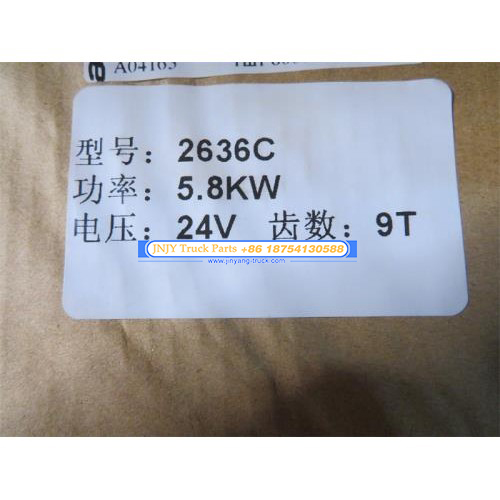 A04163
型号：2636C
功率：5.8KW
电压：24V 齿数：9T
JNJY Truck Parts +86 18754130588
www.jinyang-truck.com